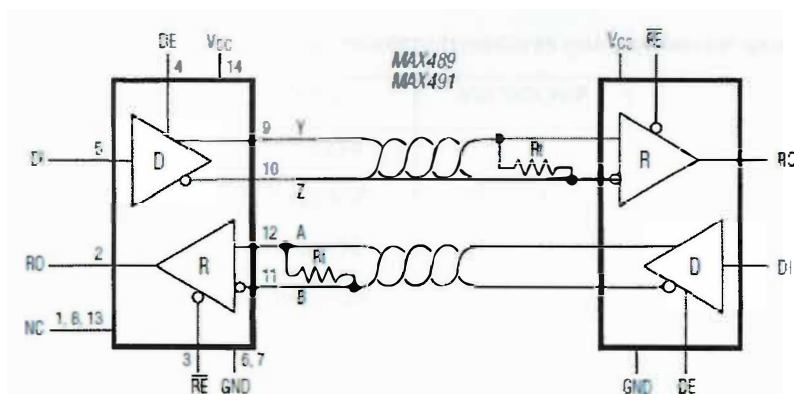 DE
VCC
4
14
MAX489
MAX491
VCC
RE
DI
5
D
9
Y
10
Z
Rt
R
RO
RO
2
R
12
A
11
B
Rt
D
DI
NC
1, 8, 13
3
6, 7
RE
GND
GND
DE